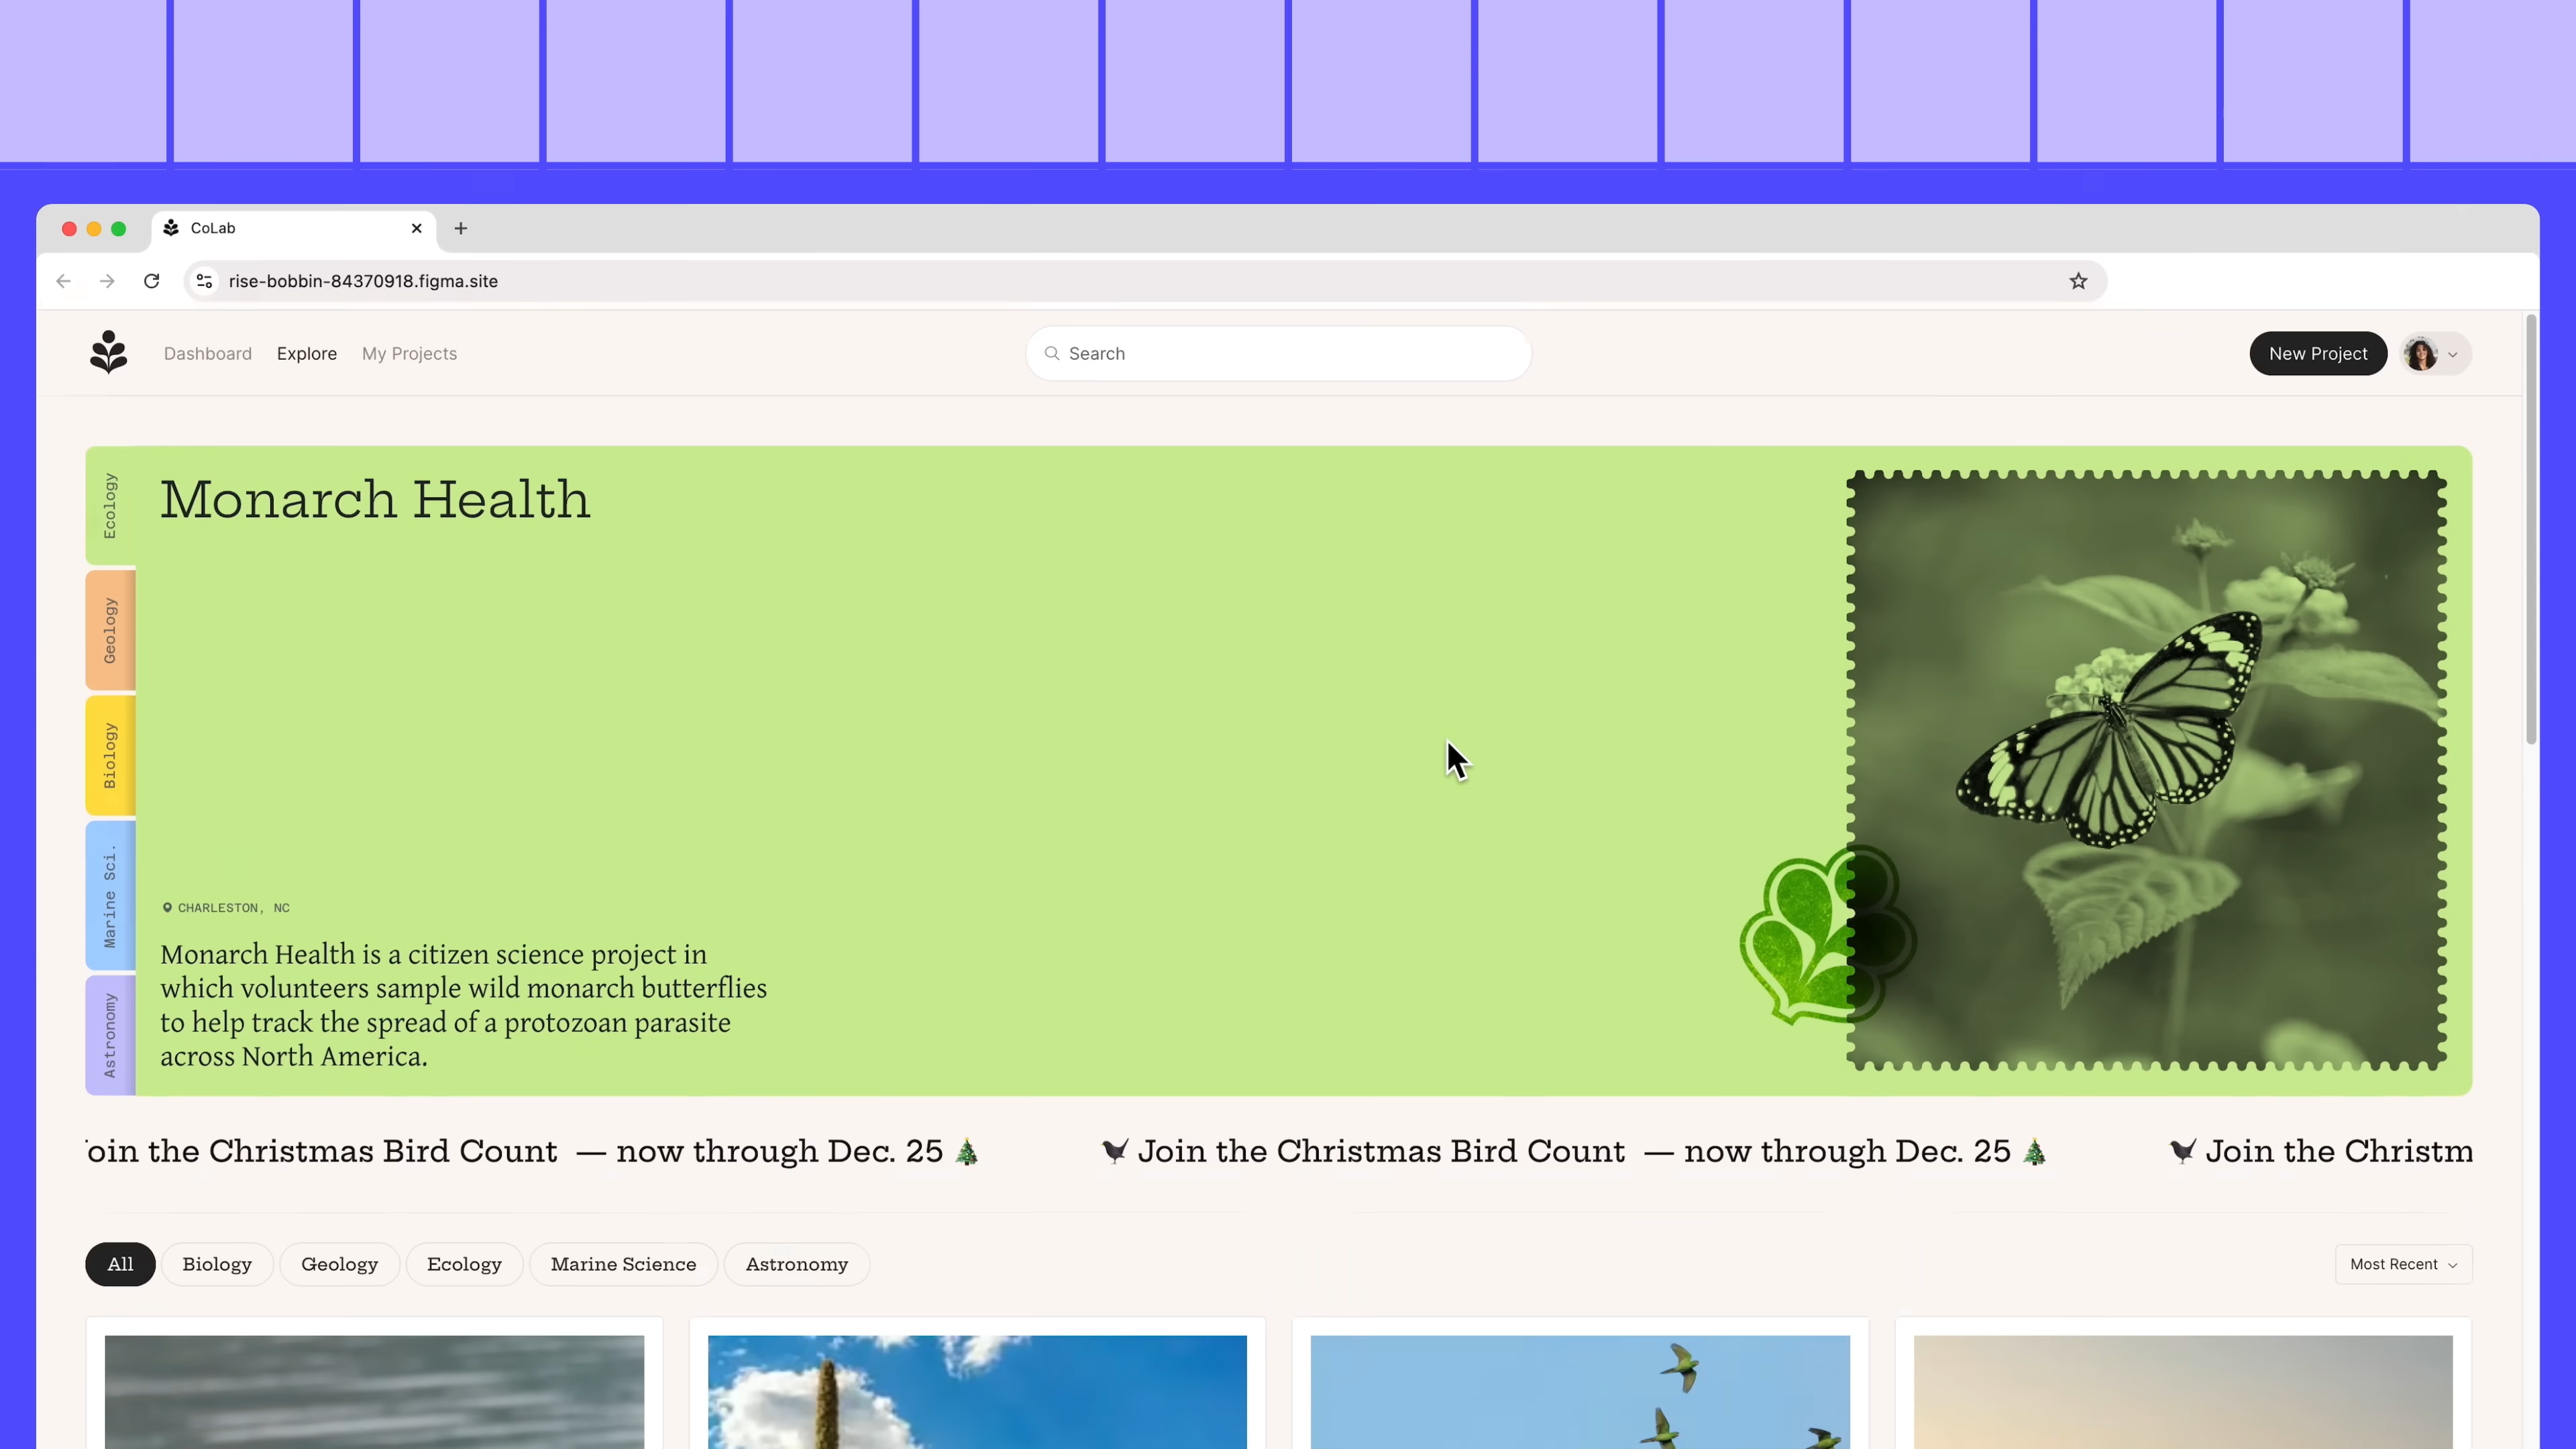 CoLab
rise-bobbin-84370918.figma.site
Dashboard Explore My Projects
Search
New Project
Ecology
Monarch Health
Geology
Biology
Marine Sci.
Astronomy
CHARLESTON, NC
Monarch Health is a citizen science project in
which volunteers sample wild monarch butterflies
to help track the spread of a protozoan parasite
across North America.
oin the Christmas Bird Count — now through Dec. 25 🎄 🐦‍⬛ Join the Christmas Bird Count — now through Dec. 25 🎄 🐦‍⬛ Join the Christm
All Biology Geology Ecology Marine Science Astronomy
Most Recent